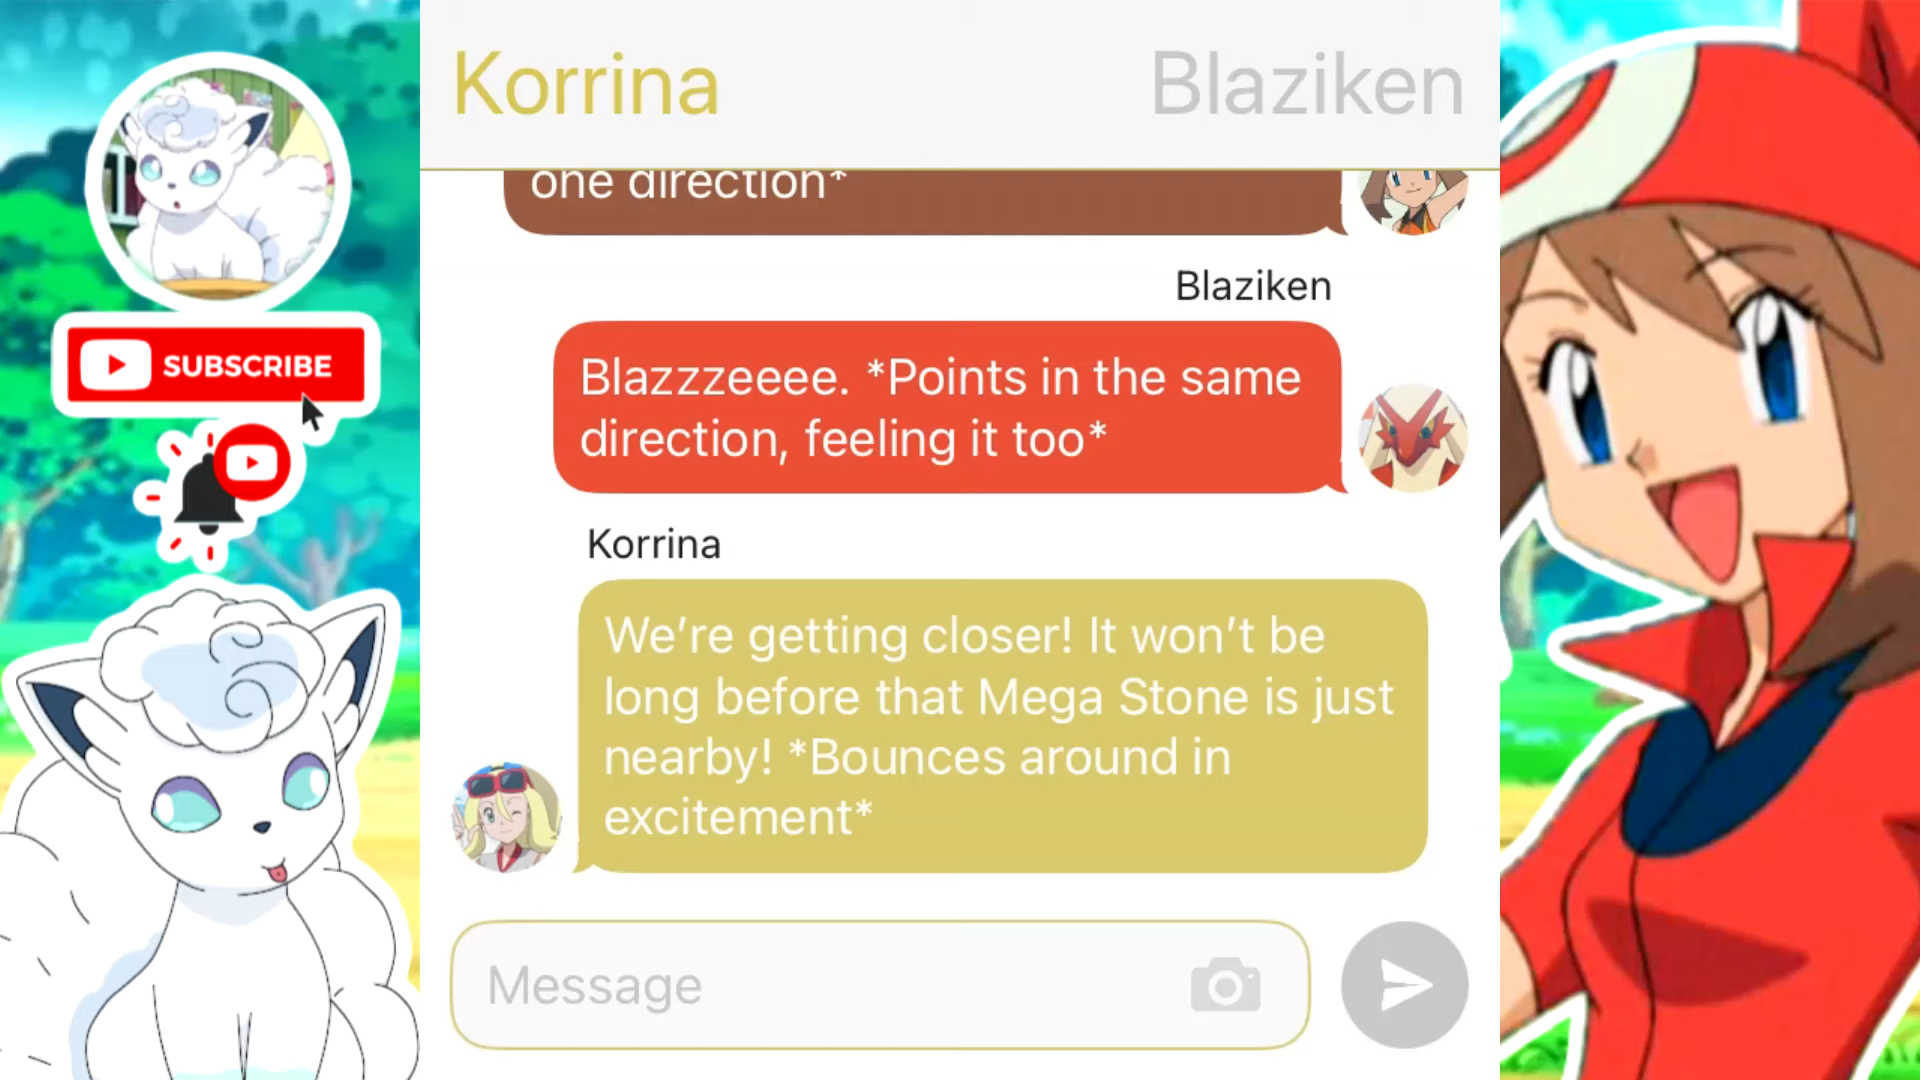 Korrina
Blaziken
one direction*
Blaziken
Blazzzeeee. *Points in the same
direction, feeling it too*
Korrina
We’re getting closer! It won’t be
long before that Mega Stone is just
nearby! *Bounces around in
excitement*
Message
SUBSCRIBE